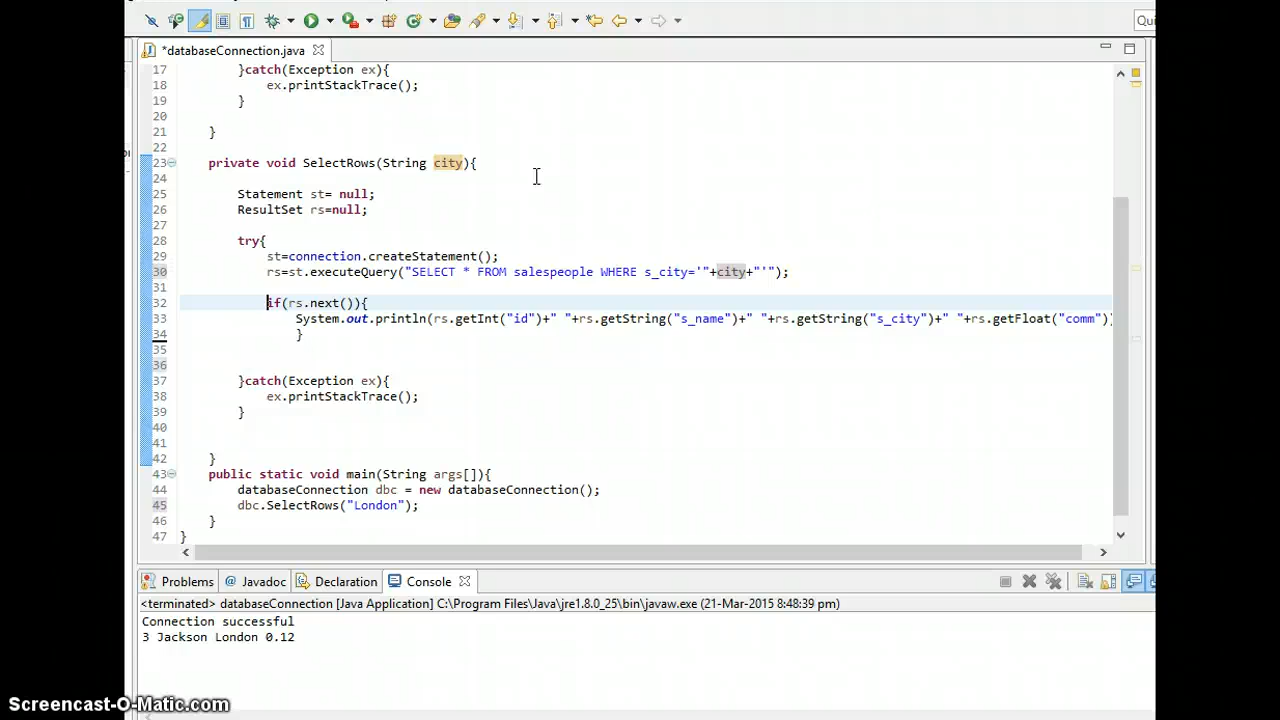 Qui
*databaseConnection.java
17 }catch(Exception ex){
18 ex.printStackTrace();
19 }
20
21 }
22
23 private void SelectRows(String city){
24
25 Statement st= null;
26 ResultSet rs=null;
27
28 try{
29 st=connection.createStatement();
30 rs=st.executeQuery("SELECT * FROM salespeople WHERE s_city='"+city+"'");
31
32 if(rs.next()){
33 System.out.println(rs.getInt("id")+" "+rs.getString("s_name")+" "+rs.getString("s_city")+" "+rs.getFloat("comm"))
34 }
35
36
37 }catch(Exception ex){
38 ex.printStackTrace();
39 }
40
41
42 }
43 public static void main(String args[]){
44 databaseConnection dbc = new databaseConnection();
45 dbc.SelectRows("London");
46 }
47 }
Problems @ Javadoc Declaration Console
<terminated> databaseConnection [Java Application] C:\Program Files\Java\jre1.8.0_25\bin\javaw.exe (21-Mar-2015 8:48:39 pm)
Connection successful
3 Jackson London 0.12
Screencast-O-Matic.com